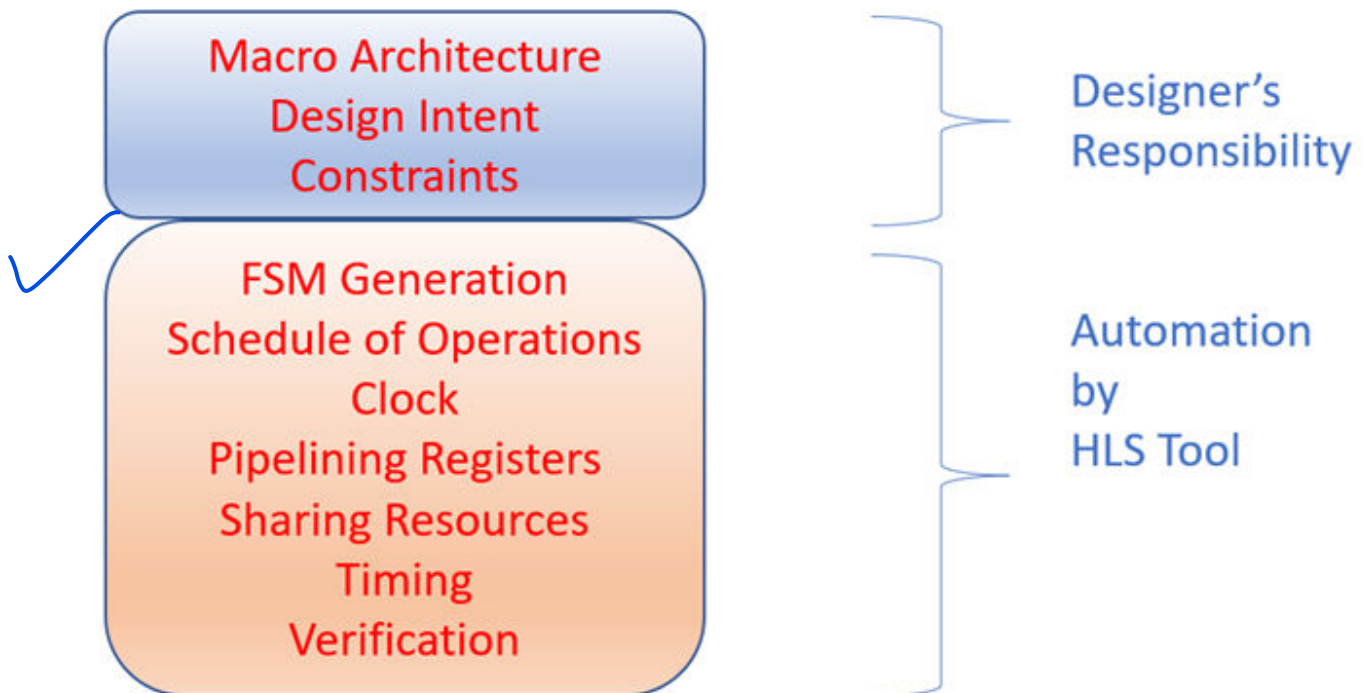 Macro Architecture
Design Intent
Constraints
Designer's
Responsibility
FSM Generation
Schedule of Operations
Clock
Pipelining Registers
Sharing Resources
Timing
Verification
Automation
by
HLS Tool